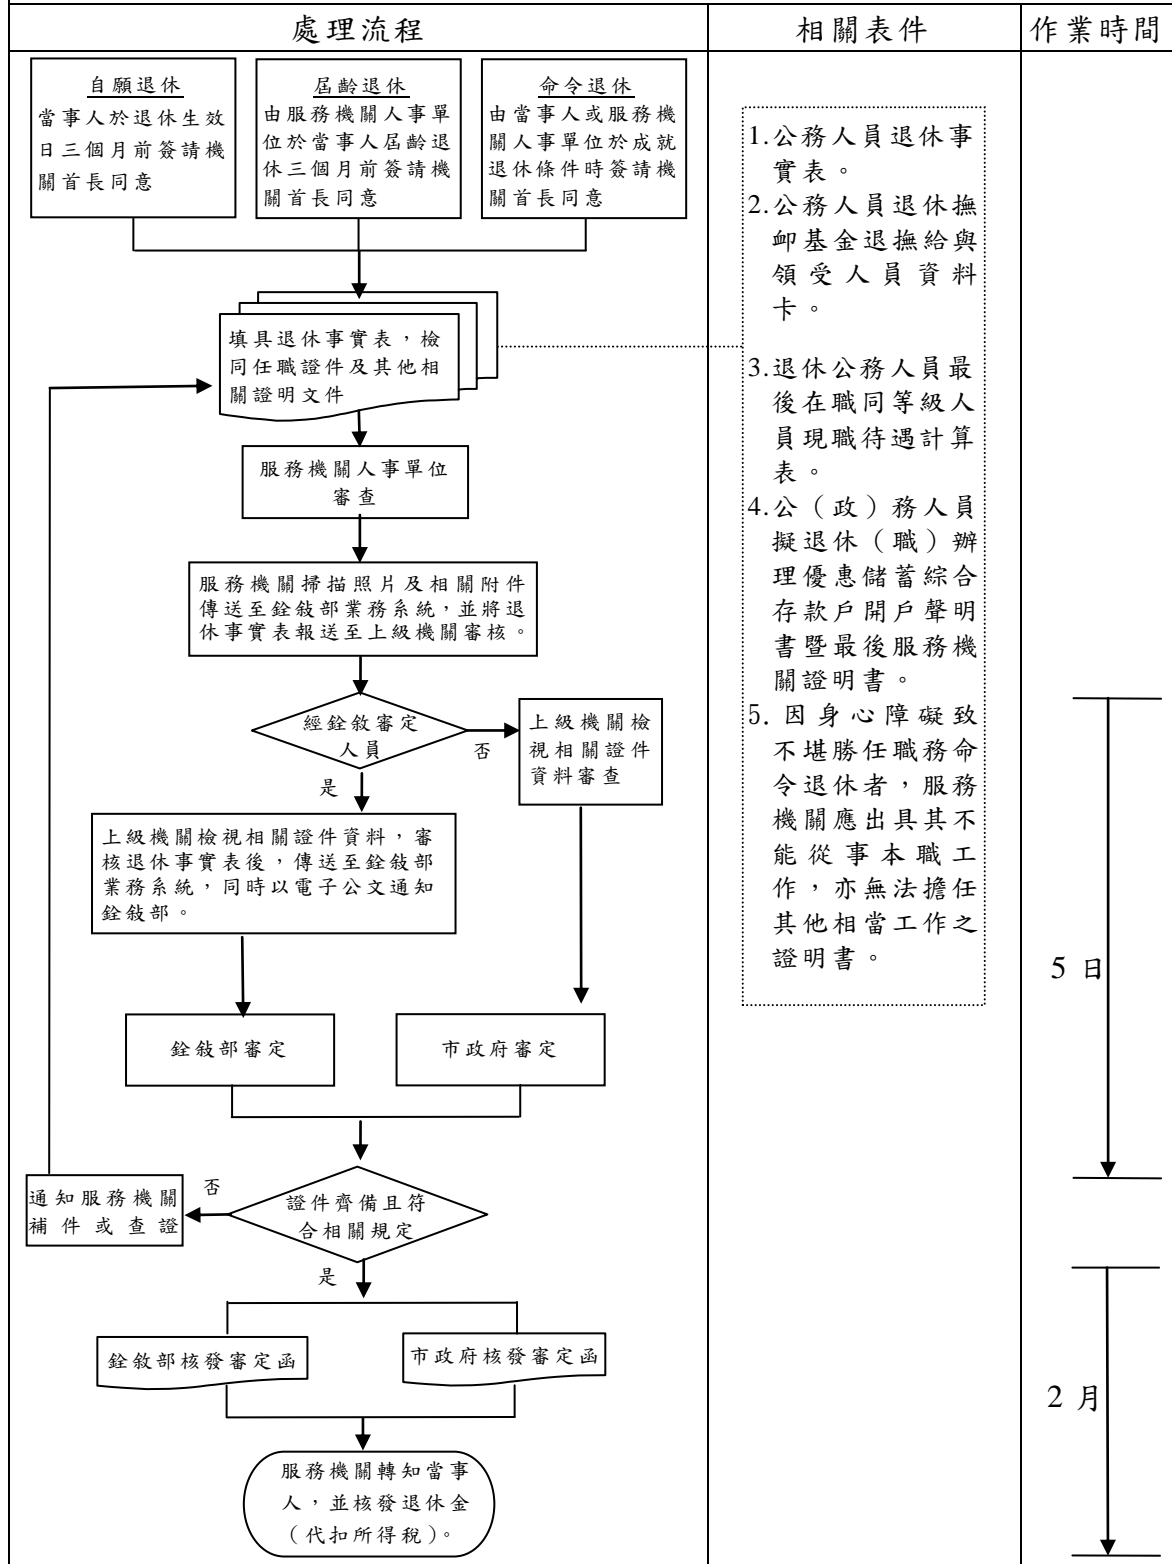 處理流程
相關表件
作業時間
自願退休
當事人於退休生效
日三個月前簽請機
關首長同意
屆齡退休
由服務機關人事單
位於當事人屆齡退
休三個月前簽請機
關首長同意
命令退休
由當事人或服務機
關人事單位於成就
退休條件時簽請機
關首長同意
填具退休事實表，檢
同任職證件及其他相
關證明文件
服務機關人事單位
審查
服務機關掃描照片及相關附件
傳送至銓敍部業務系統，並將退
休事實表報送至上級機關審核。
經銓敘審定
人員
否
是
上級機關檢
視相關證件
資料審查
上級機關檢視相關證件資料，審
核退休事實表後，傳送至銓敍部
業務系統，同時以電子公文通知
銓敍部。
銓敍部審定
市政府審定
證件齊備且符
合相關規定
否
是
通知服務機關
補件或查證
銓敘部核發審定函
市政府核發審定函
服務機關轉知當事
人，並核發退休金
（代扣所得稅）。
1.公務人員退休事
實表。
2.公務人員退休撫
卹基金退撫給與
領受人員資料
卡。
3.退休公務人員最
後在職同等級人
員現職待遇計算
表。
4.公（政）務人員
擬退休（職）辦
理優惠儲蓄綜合
存款戶開戶聲明
書暨最後服務機
關證明書。
5.因身心障礙致
不堪勝任職務命
令退休者，服務
機關應出具其不
能從事本職工
作，亦無法擔任
其他相當工作之
證明書。
5 日
2 月